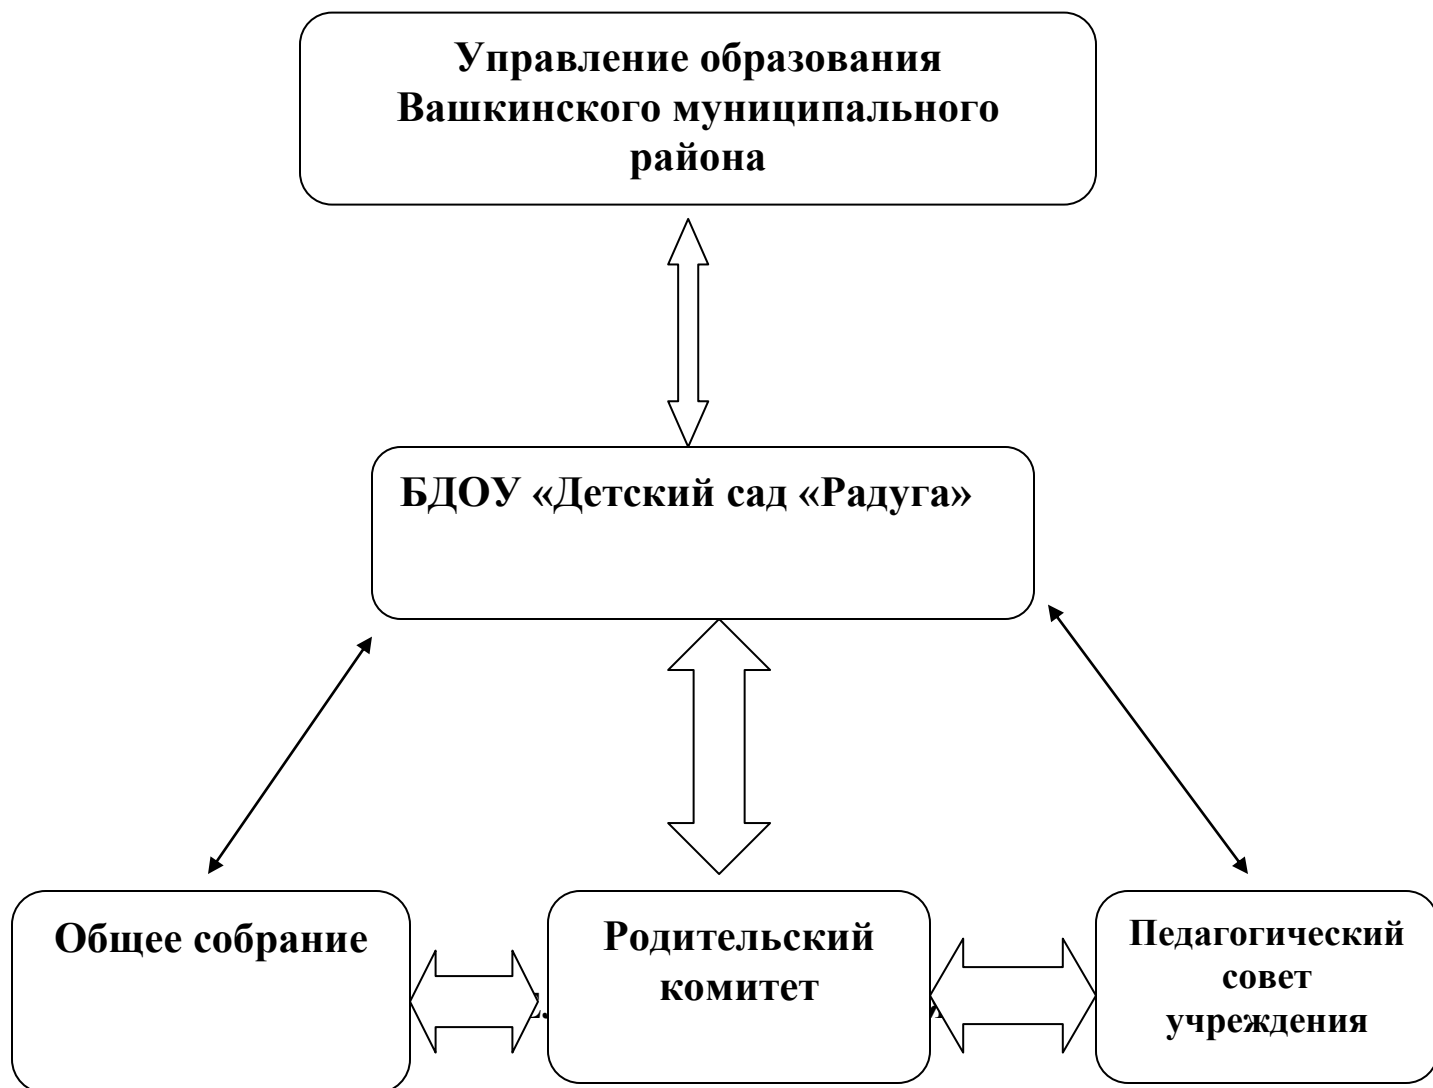 Управление образования
Вашкинского муниципального
района
БДОУ «Детский сад «Радуга»
Общее собрание
Родительский
комитет
Педагогический
совет
учреждения